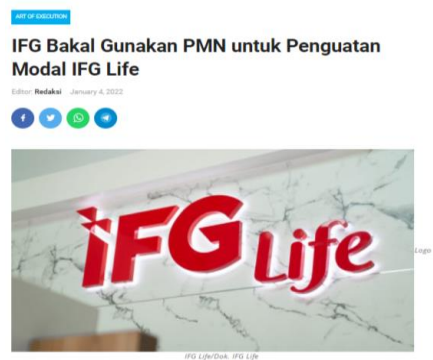 ART OF EXECUTION
IFG Bakal Gunakan PMN untuk Penguatan
Modal IFG Life
Editor Redaksi January 4, 2022
iFG Life
Logo
IFG Life/Dok. IFG Life